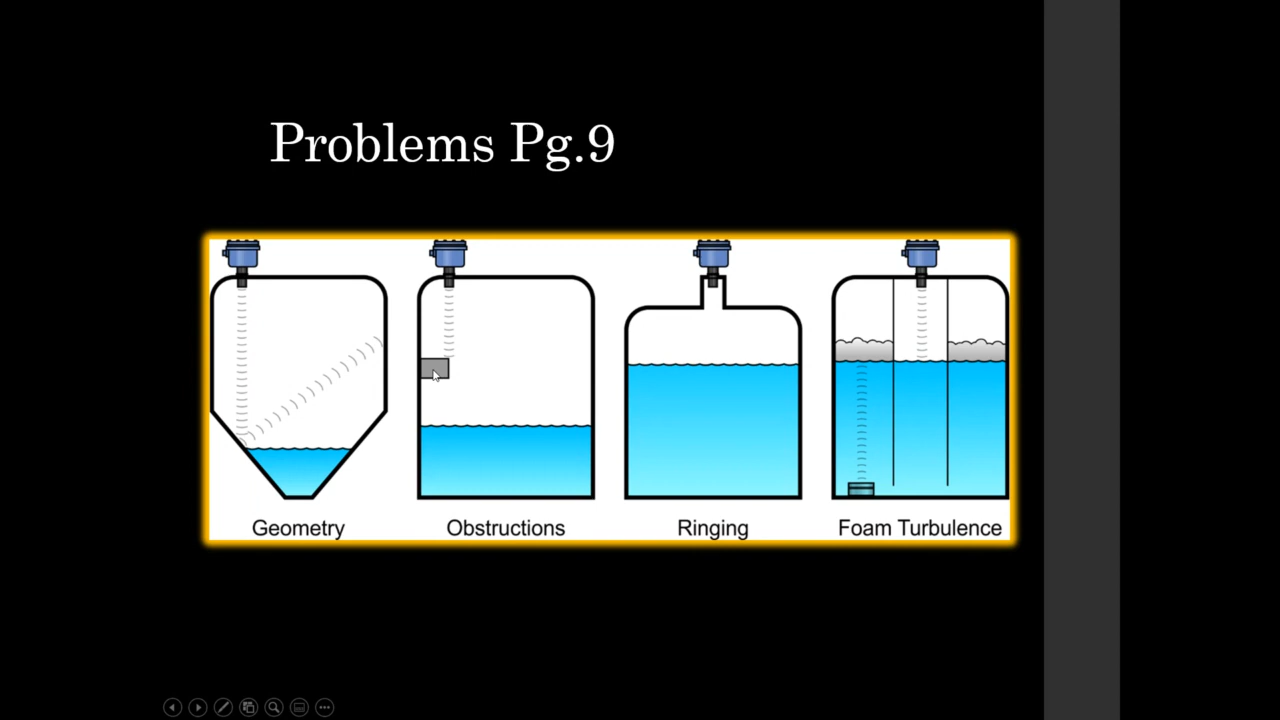 Problems Pg.9
Geometry
Obstructions
Ringing
Foam Turbulence